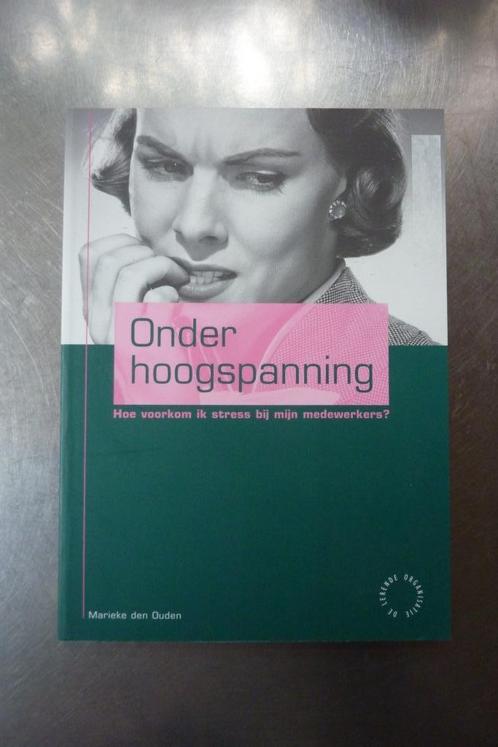 Onder
hoogspanning
Hoe voorkom ik stress bij mijn medewerkers?
DE LERENDE ORGANISATIE
Marieke den Ouden